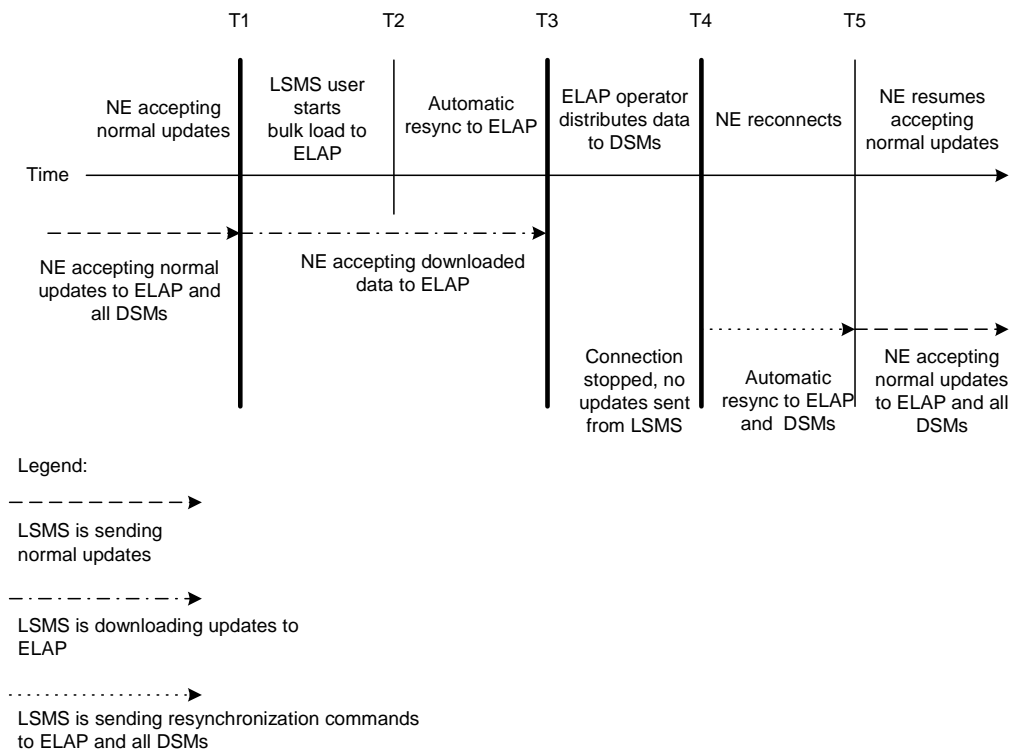 T1
T2
T3
T4
T5
NE accepting
normal updates
LSMS user
starts
bulk load to
ELAP
Automatic
resync to ELAP
ELAP operator
distributes data
to DSMs
NE reconnects
NE resumes
accepting
normal updates
Time
NE accepting normal
updates to ELAP and
all DSMs
NE accepting downloaded
data to ELAP
Connection
stopped, no
updates sent
from LSMS
Automatic
resync to ELAP
and DSMs
NE accepting
normal updates
to ELAP and all
DSMs
Legend:
LSMS is sending
normal updates
LSMS is downloading updates to
ELAP
LSMS is sending resynchronization commands
to ELAP and all DSMs